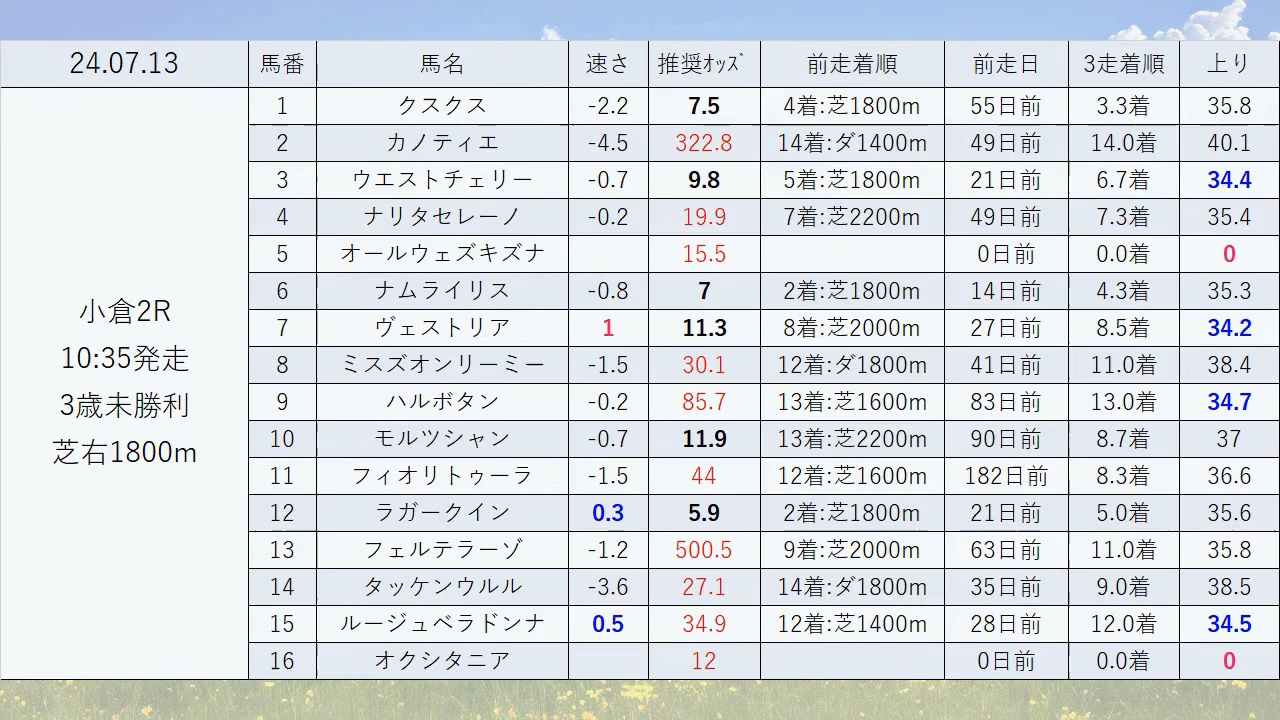 24.07.13 馬番 馬名 速さ 推奨ｵｯｽﾞ 前走着順 前走日 3走着順 上り
1 クスクス -2.2 7.5 4着:芝1800m 55日前 3.3着 35.8
2 カノティエ -4.5 322.8 14着:ダ1400m 49日前 14.0着 40.1
3 ウエストチェリー -0.7 9.8 5着:芝1800m 21日前 6.7着 34.4
4 ナリタセレーノ -0.2 19.9 7着:芝2200m 49日前 7.3着 35.4
5 オールウェズキズナ 15.5 0日前 0.0着 0
6 ナムライリス -0.8 7 2着:芝1800m 14日前 4.3着 35.3
7 ヴェストリア 1 11.3 8着:芝2000m 27日前 8.5着 34.2
8 ミスズオンリーミー -1.5 30.1 12着:ダ1800m 41日前 11.0着 38.4
9 ハルボタン -0.2 85.7 13着:芝1600m 83日前 13.0着 34.7
10 モルツシャン -0.7 11.9 13着:芝2200m 90日前 8.7着 37
11 フィオリトゥーラ -1.5 44 12着:芝1600m 182日前 8.3着 36.6
12 ラガークイン 0.3 5.9 2着:芝1800m 21日前 5.0着 35.6
13 フェルテラーゾ -1.2 500.5 9着:芝2000m 63日前 11.0着 35.8
14 タッケンウルル -3.6 27.1 14着:ダ1800m 35日前 9.0着 38.5
15 ルージュベラドンナ 0.5 34.9 12着:芝1400m 28日前 12.0着 34.5
16 オクシタニア 12 0日前 0.0着 0
小倉2R
10:35発走
3歳未勝利
芝右1800m